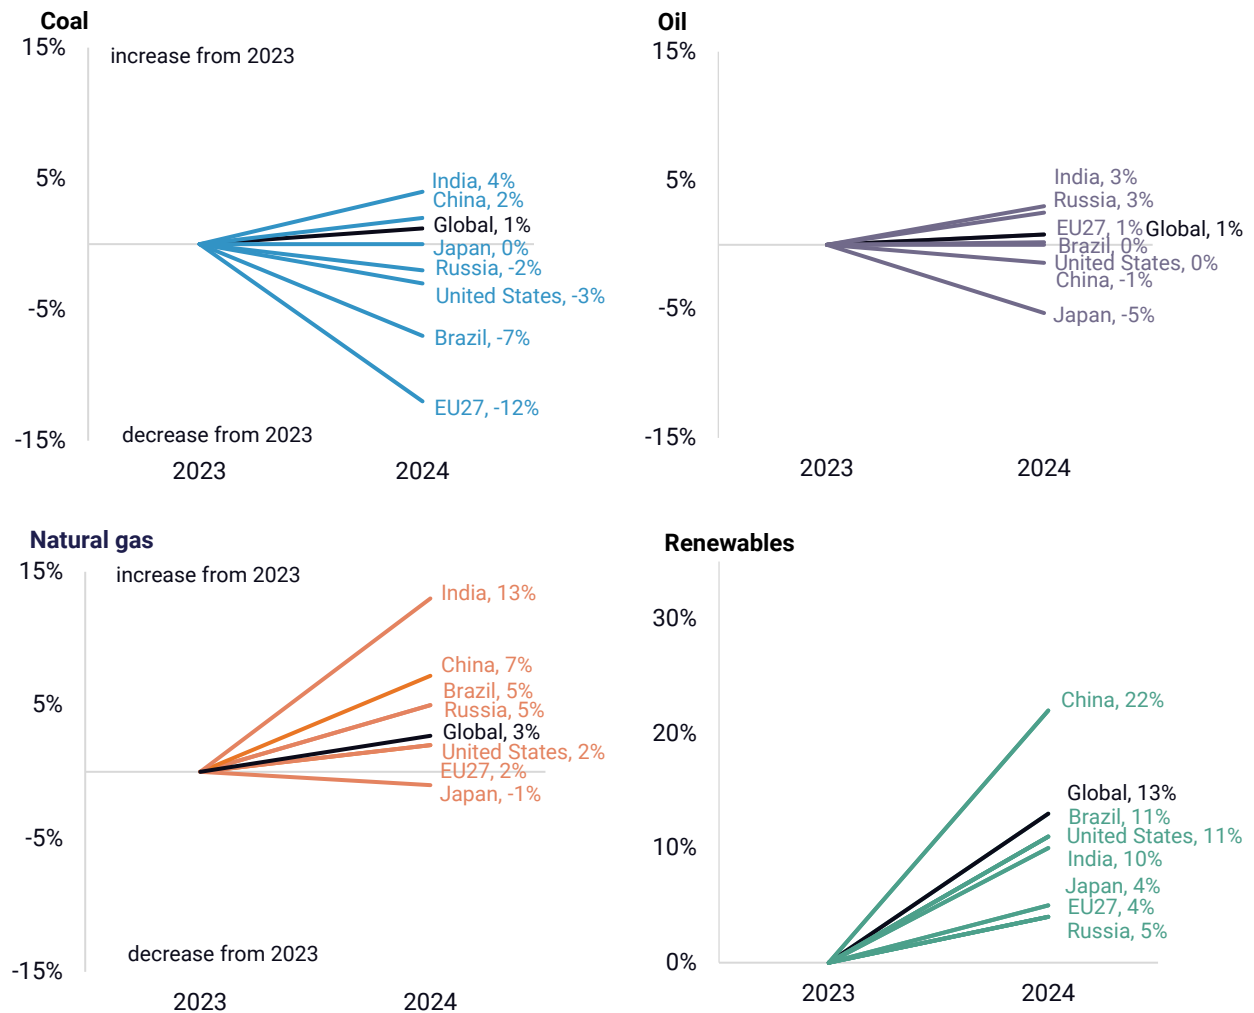 Coal
15%
increase from 2023
5%
-5%
-15%
India, 4%
China, 2%
Global, 1%
Japan, 0%
Russia, -2%
United States, -3%
Brazil, -7%
EU27, -12%
decrease from 2023
2023
2024
Oil
15%
5%
-5%
-15%
India, 3%
Russia, 3%
EU27, 1%
Global, 1%
Brazil, 0%
United States, 0%
China, -1%
Japan, -5%
2023
2024
Natural gas
15%
increase from 2023
5%
-5%
-15%
India, 13%
China, 7%
Brazil, 5%
Russia, 5%
Global, 3%
United States, 2%
EU27, 2%
Japan, -1%
decrease from 2023
2023
2024
Renewables
30%
20%
10%
0%
China, 22%
Global, 13%
Brazil, 11%
United States, 11%
India, 10%
Japan, 4%
EU27, 4%
Russia, 5%
2023
2024